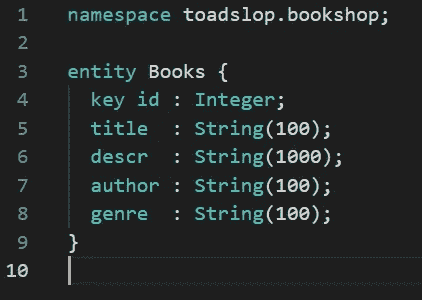 1 namespace toadslop.bookshop;
2
3 entity Books {
4   key id : Integer;
5   title  : String(100);
6   descr  : String(1000);
7   author : String(100);
8   genre  : String(100);
9 }
10